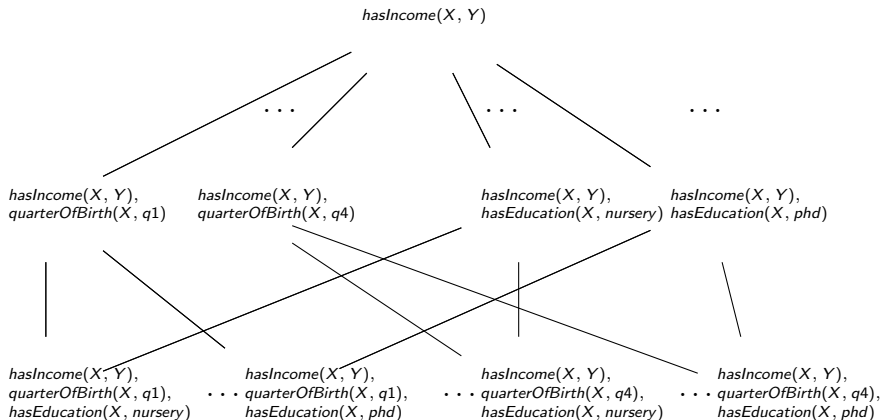 hasIncome(X, Y)
... ... ...
hasIncome(X, Y), hasIncome(X, Y), hasIncome(X, Y), hasIncome(X, Y),
quarterOfBirth(X, q1) quarterOfBirth(X, q4) hasEducation(X, nursery) hasEducation(X, phd)
hasIncome(X, Y), hasIncome(X, Y), hasIncome(X, Y), hasIncome(X, Y),
quarterOfBirth(X, q1), ... quarterOfBirth(X, q1), ... quarterOfBirth(X, q4), ... quarterOfBirth(X, q4),
hasEducation(X, nursery) hasEducation(X, phd) hasEducation(X, nursery) hasEducation(X, phd)